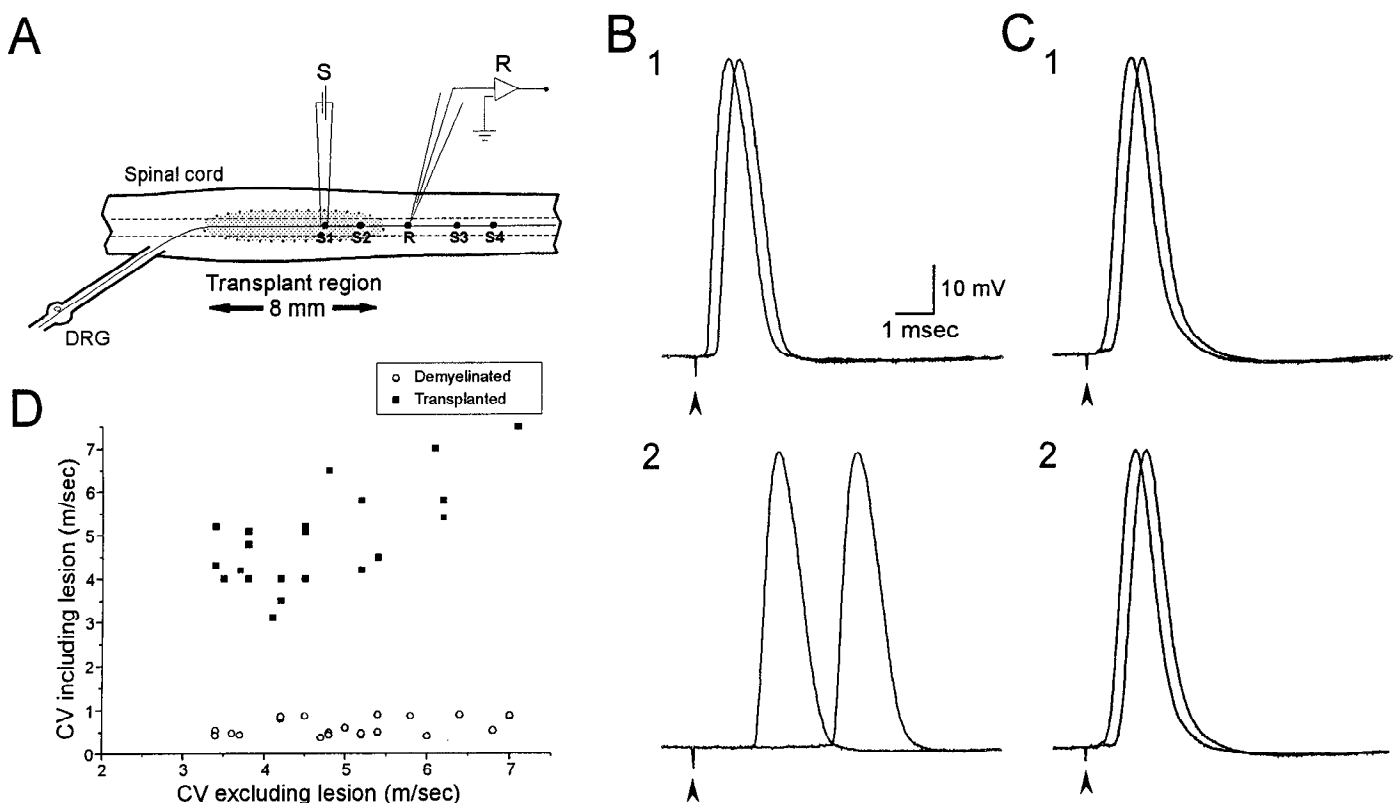 A
S
R
Spinal cord
S1
S2
R
S3
S4
Transplant region
8 mm
DRG
B
1
10 mV
1 msec
2
C
1
2
D
Demyelinated
Transplanted
CV including lesion (m/sec)
7
6
5
4
3
2
1
0
2
3
4
5
6
7
CV excluding lesion (m/sec)